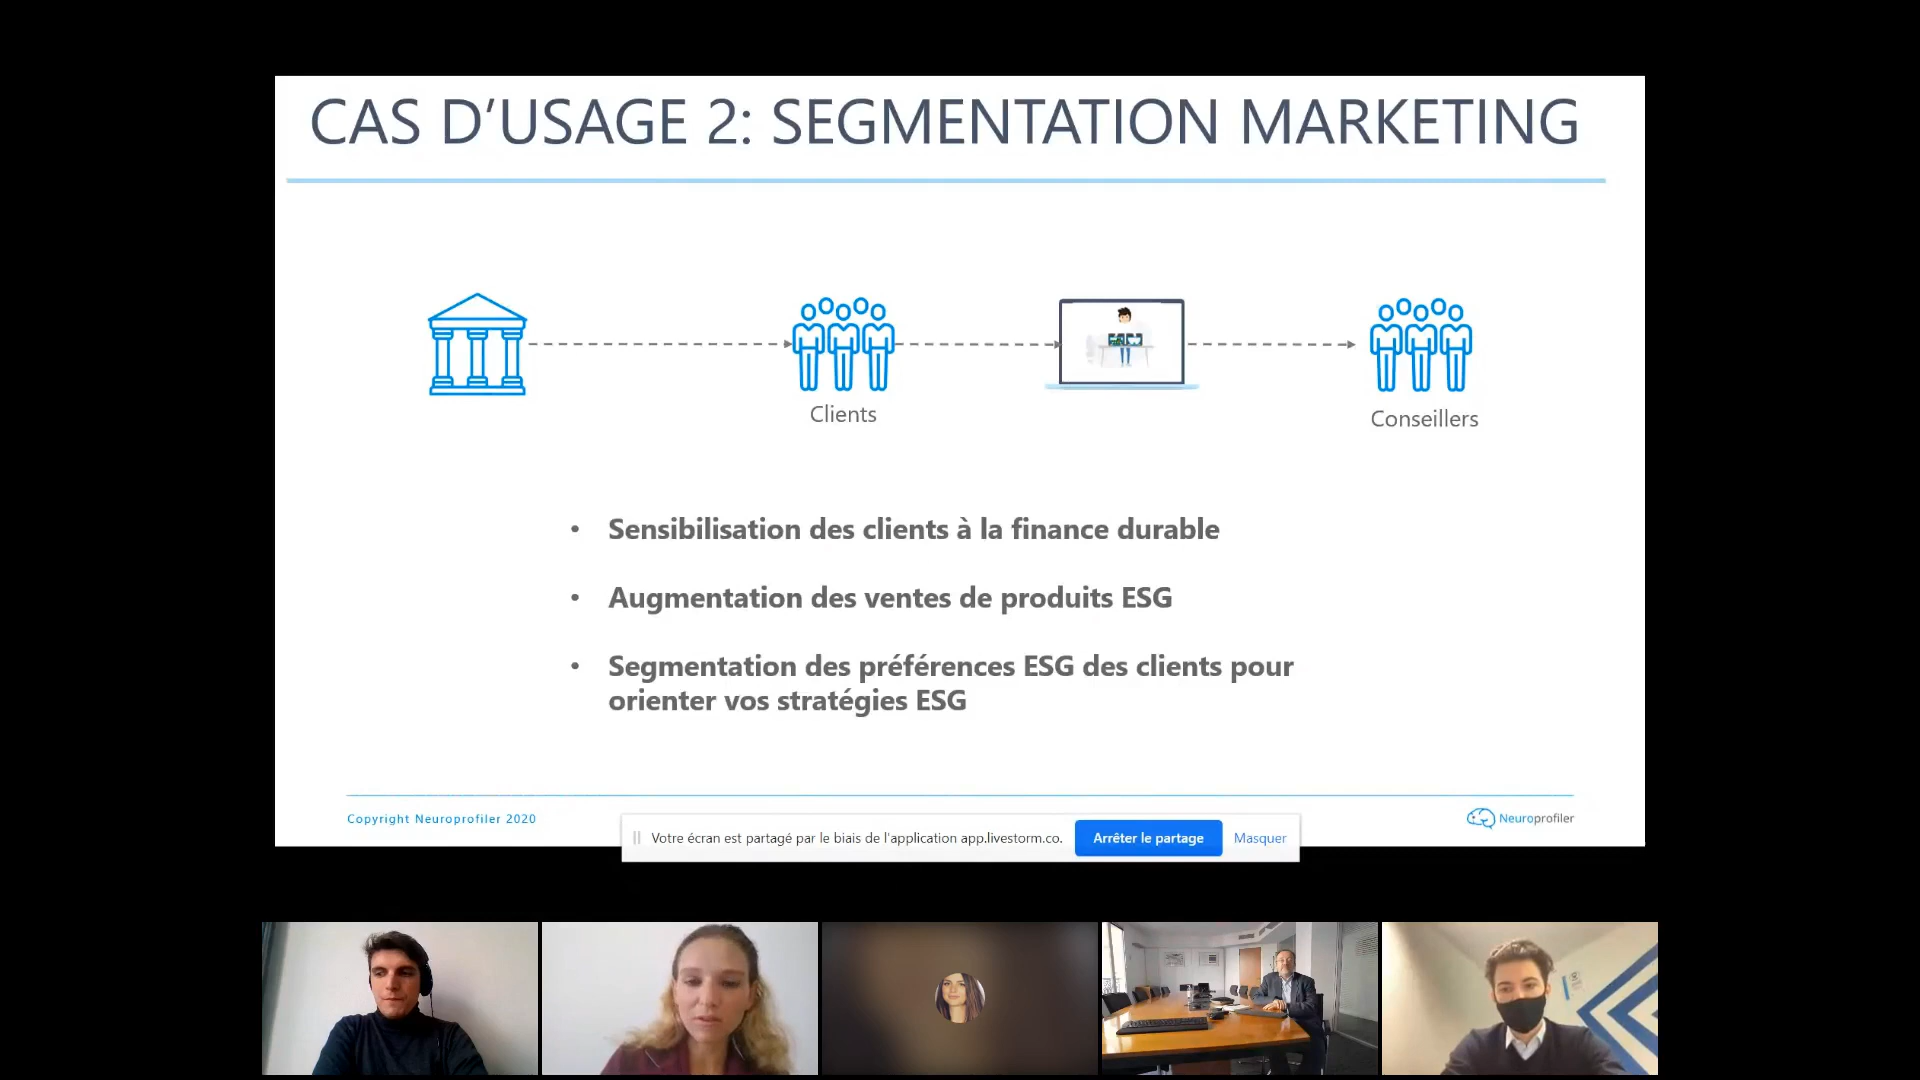 CAS D’USAGE 2: SEGMENTATION MARKETING
Clients
Conseillers
• Sensibilisation des clients à la finance durable
• Augmentation des ventes de produits ESG
• Segmentation des préférences ESG des clients pour
orienter vos stratégies ESG
Copyright Neuroprofiler 2020
Neuroprofiler
Votre écran est partagé par le biais de l'application app.livestorm.co.
Arrêter le partage
Masquer